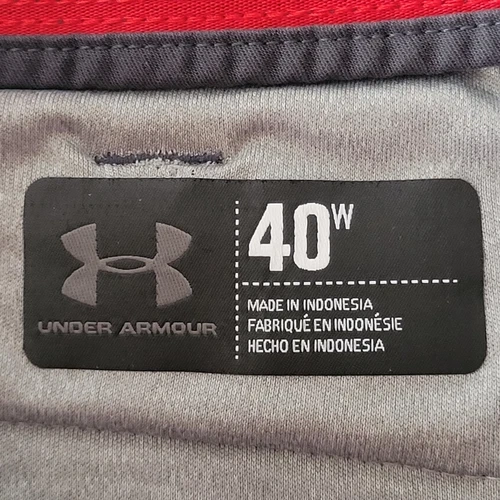 UNDER ARMOUR
40W
MADE IN INDONESIA
FABRIQUÉ EN INDONÉSIE
HECHO EN INDONESIA